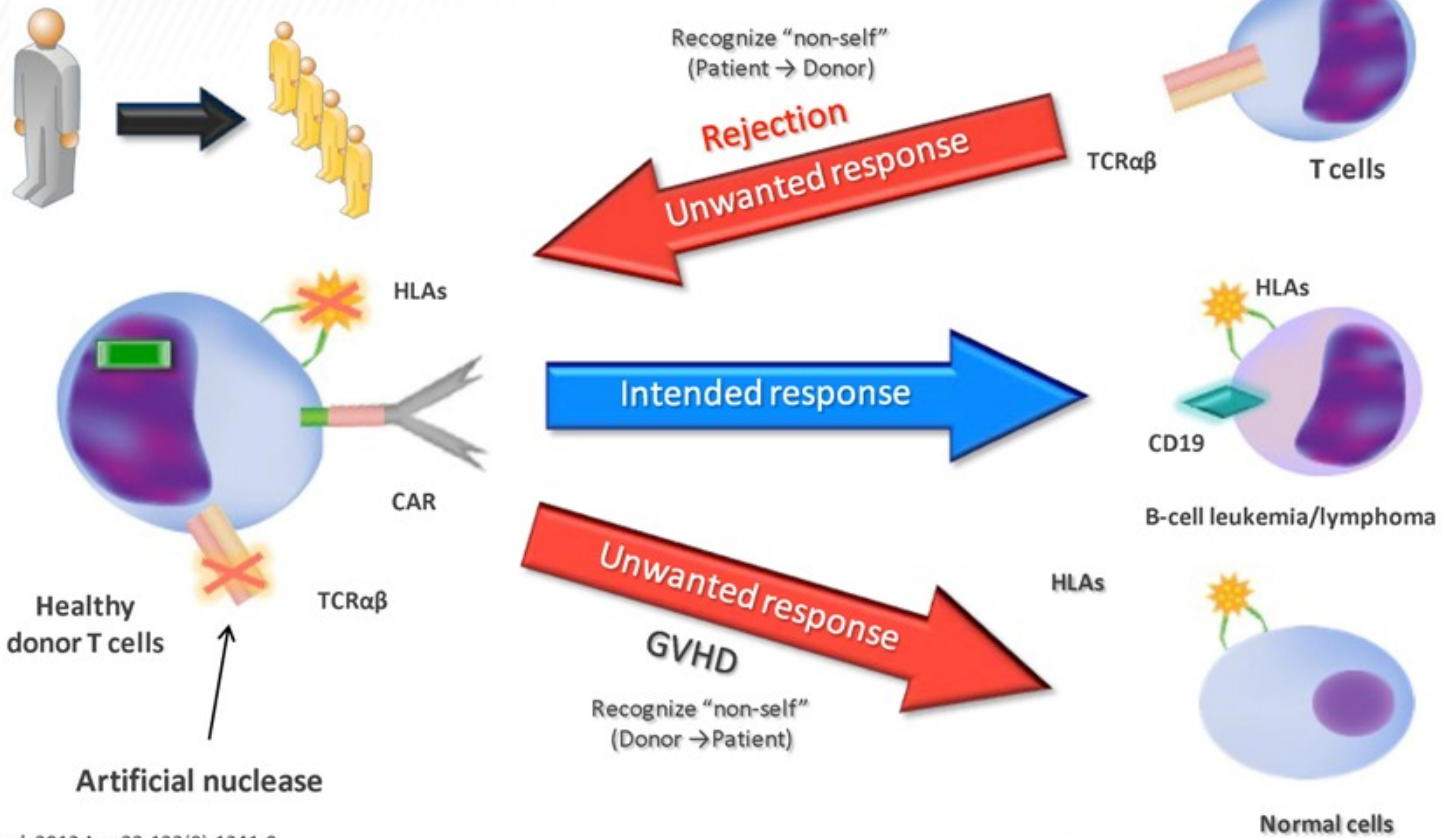 Recognize “non-self”
(Patient → Donor)
Rejection
Unwanted response
TCRαβ
T cells
HLAs
HLAs
Intended response
CD19
CAR
B-cell leukemia/lymphoma
Unwanted response
HLAs
TCRαβ
Healthy
donor T cells
GVHD
Recognize “non-self”
(Donor →Patient)
Artificial nuclease
Normal cells